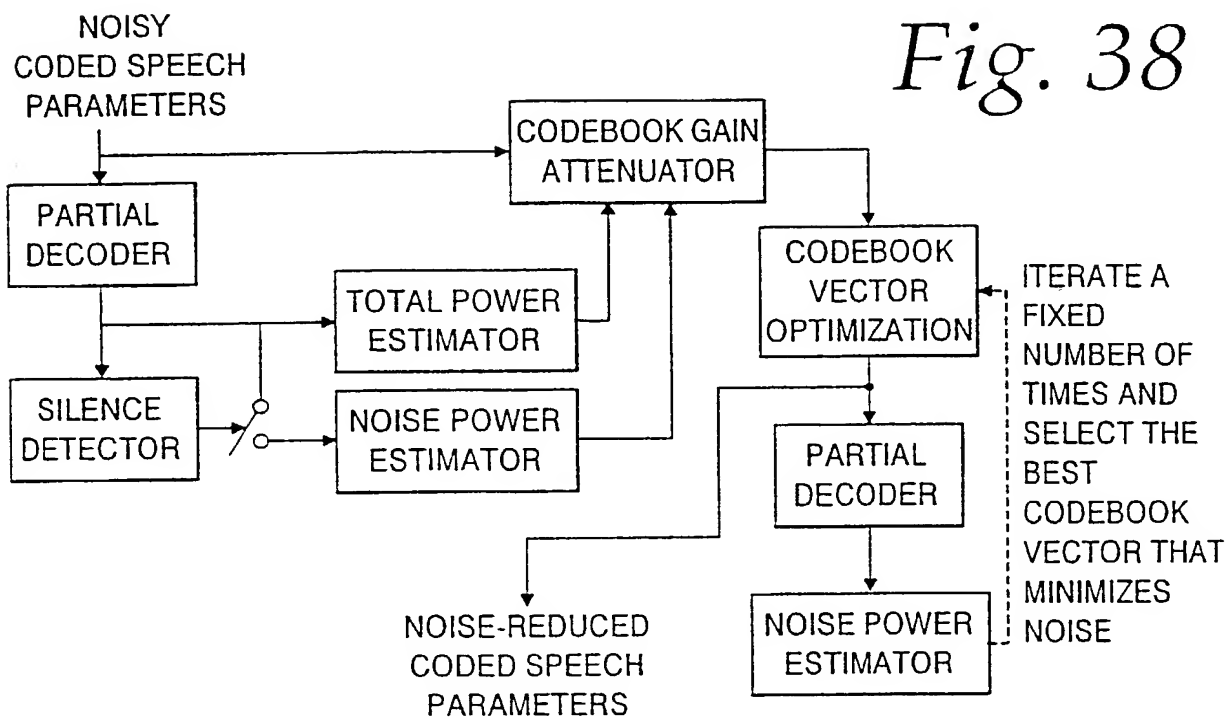 Fig. 38
NOISY
CODED SPEECH
PARAMETERS
CODEBOOK GAIN
ATTENUATOR
PARTIAL
DECODER
TOTAL POWER
ESTIMATOR
SILENCE
DETECTOR
NOISE POWER
ESTIMATOR
CODEBOOK
VECTOR
OPTIMIZATION
ITERATE A
FIXED
NUMBER OF
TIMES AND
SELECT THE
BEST
CODEBOOK
VECTOR THAT
MINIMIZES
NOISE
PARTIAL
DECODER
NOISE POWER
ESTIMATOR
NOISE-REDUCED
CODED SPEECH
PARAMETERS